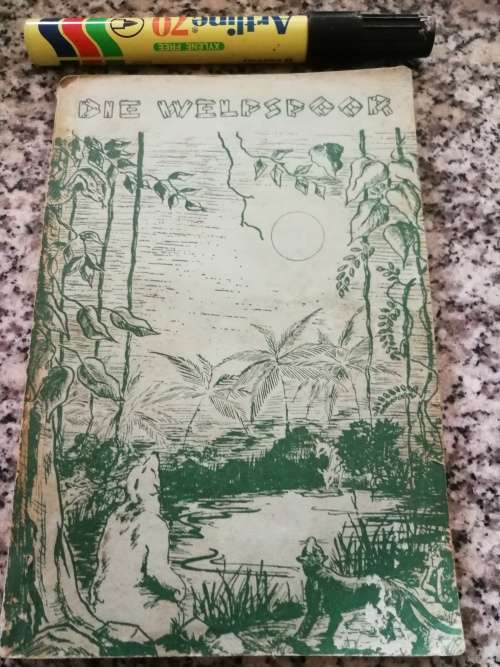 Artline 70
XYLENE FREE
DIE WELPSPOOR